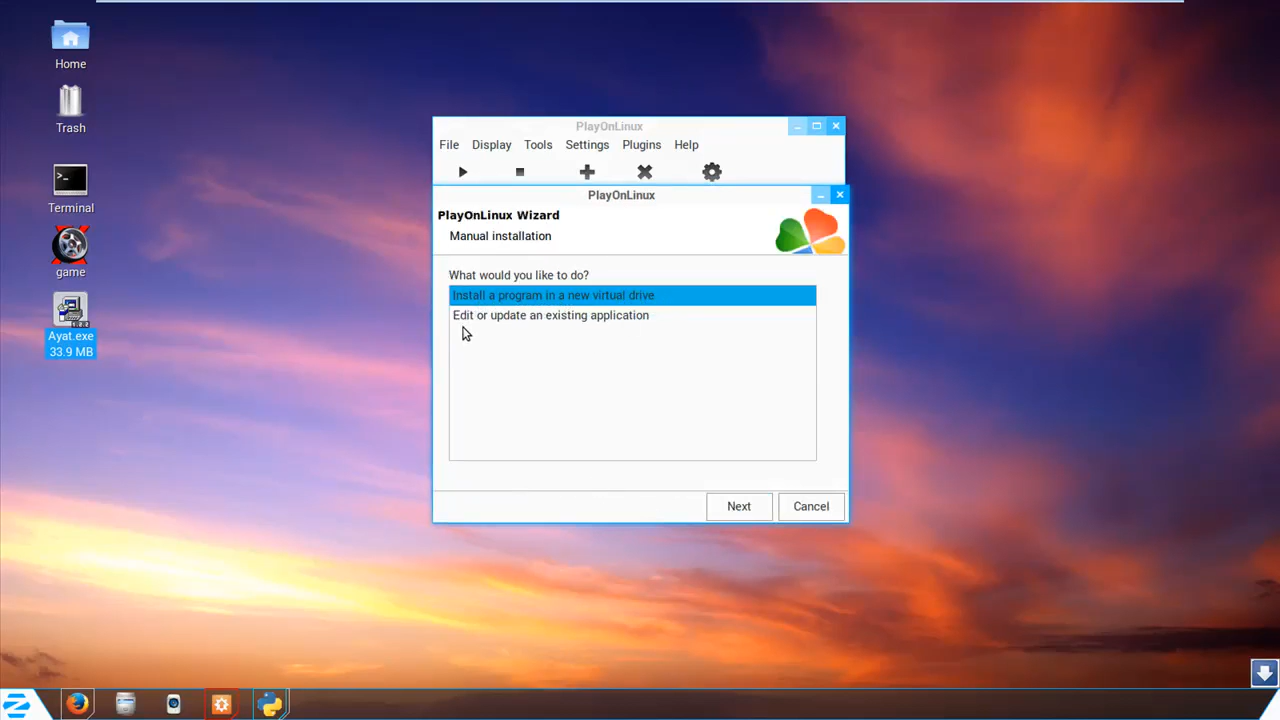 Home
Trash
Terminal
game
Ayat.exe
33.9 MB
PlayOnLinux
File Display Tools Settings Plugins Help
PlayOnLinux
PlayOnLinux Wizard
Manual installation
What would you like to do?
Install a program in a new virtual drive
Edit or update an existing application
Next Cancel